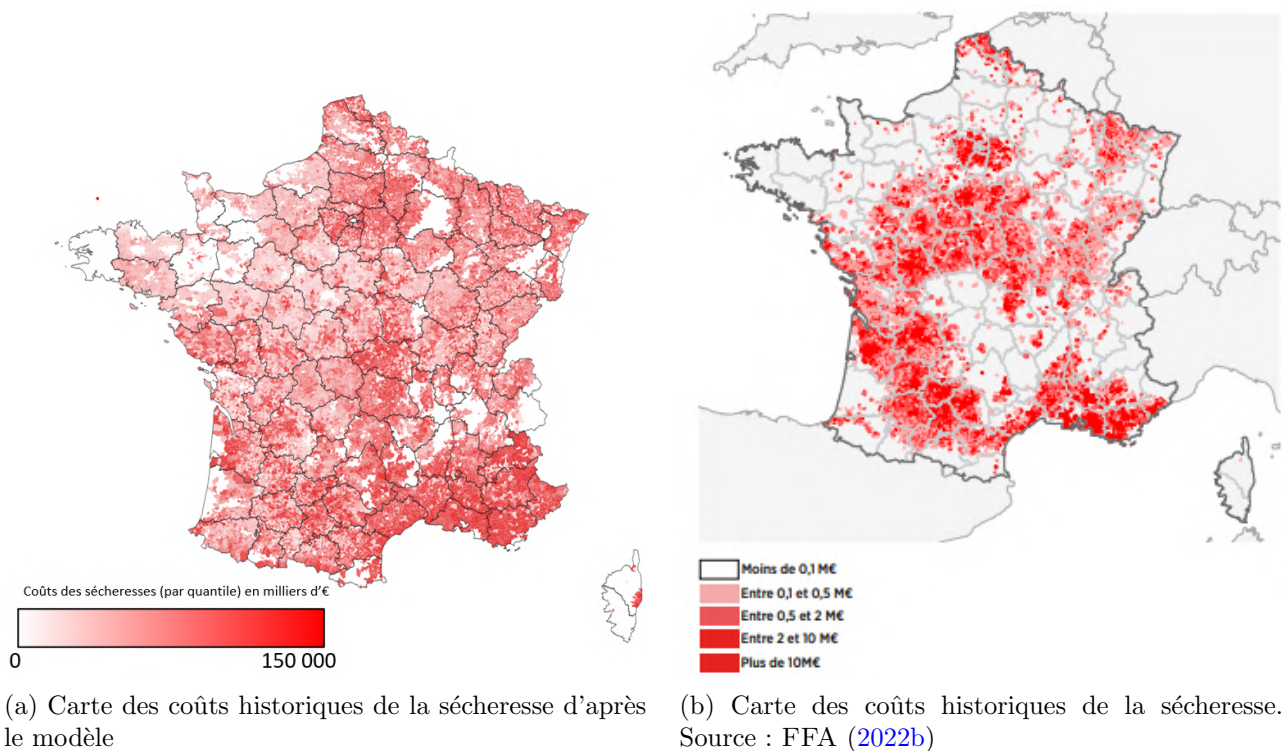 Coûts des sécheresses (par quantile) en milliers d'€
0
150 000
Moins de 0,1 M€
Entre 0,1 et 0,5 M€
Entre 0,5 et 2 M€
Entre 2 et 10 M€
Plus de 10M€
(a) Carte des coûts historiques de la sécheresse d'après
le modèle
(b) Carte des coûts historiques de la sécheresse.
Source : FFA (2022b)